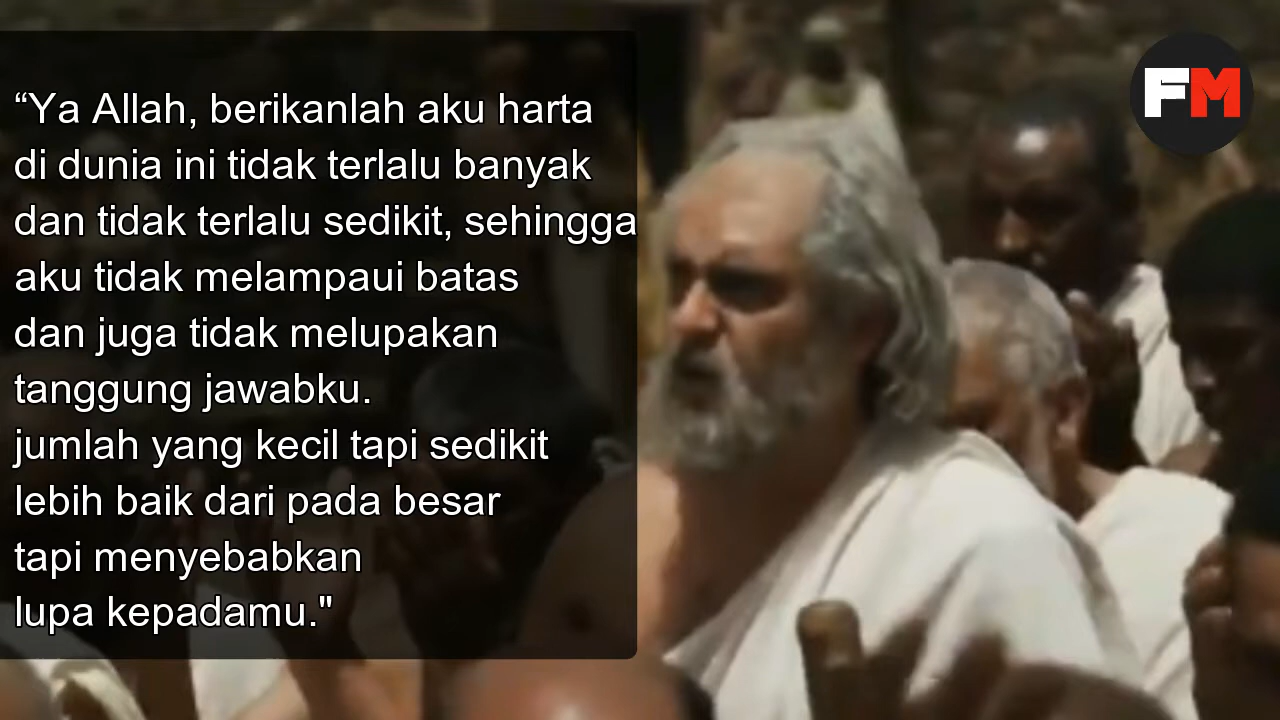 “Ya Allah, berikanlah aku harta
di dunia ini tidak terlalu banyak
dan tidak terlalu sedikit, sehingga
aku tidak melampaui batas
dan juga tidak melupakan
tanggung jawabku.
jumlah yang kecil tapi sedikit
lebih baik dari pada besar
tapi menyebabkan
lupa kepadamu."
FM